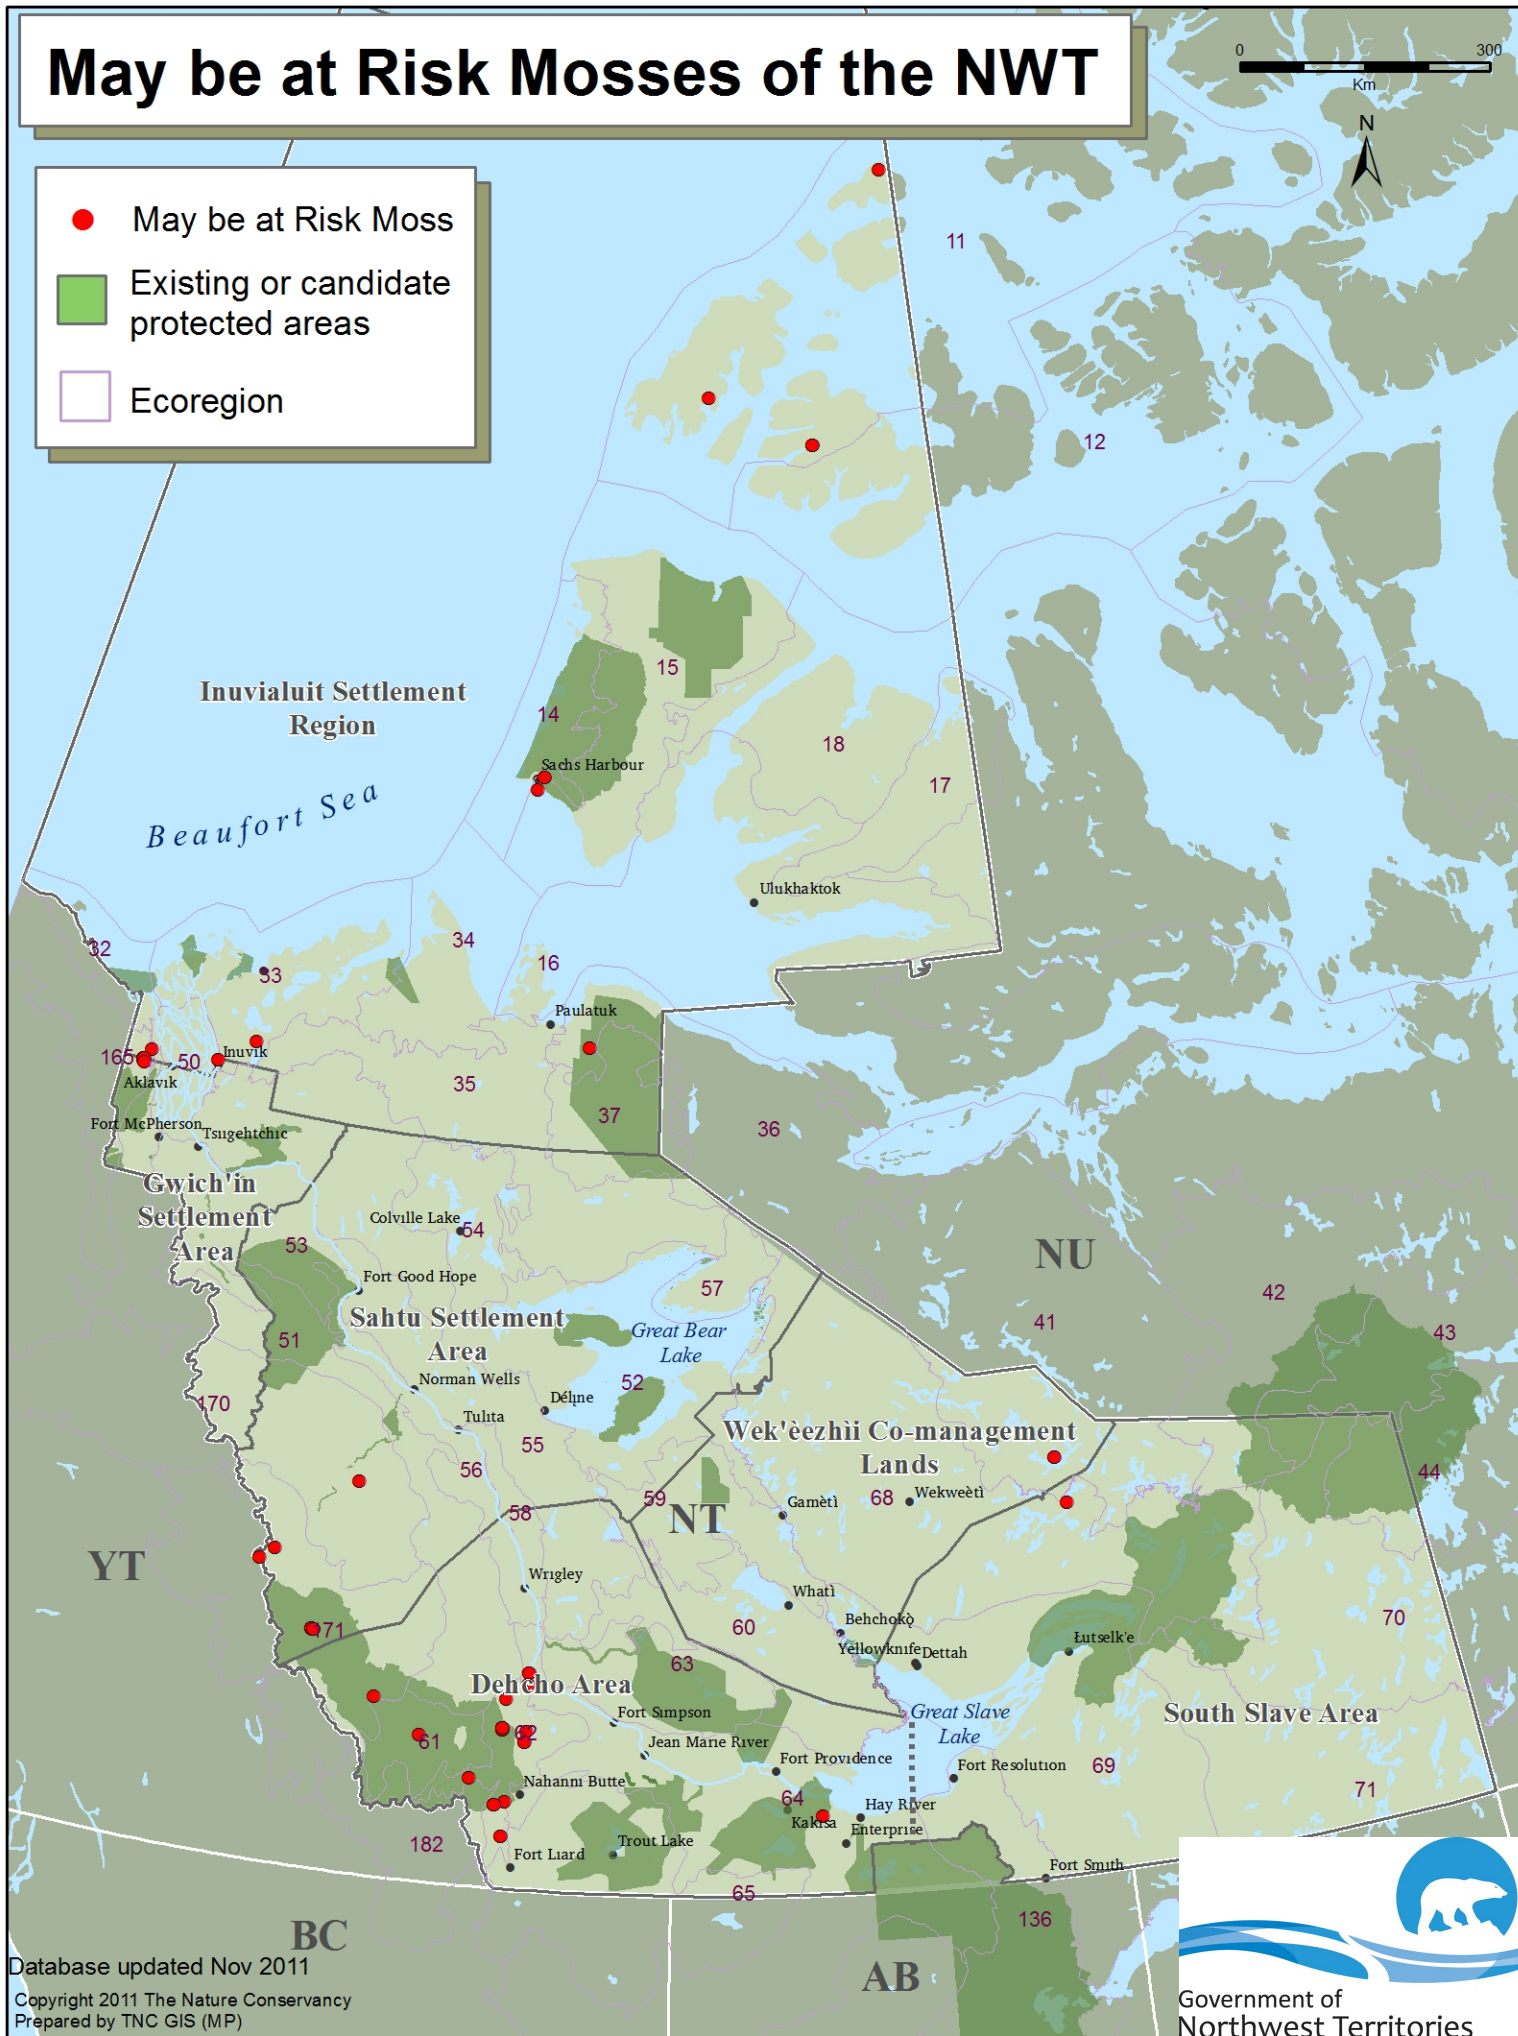 May be at Risk Mosses of the NWT
0 300
Km
N
May be at Risk Moss
Existing or candidate
protected areas
Ecoregion
11
12
15
14
18
17
Inuvialuit Settlement
Region
Sachs Harbour
Beaufort Sea
Ulukhaktok
32
33
34
16
Paulatuk
165
50
Inuvik
Aklavik
35
37
36
Fort McPherson
Tsiigehtchic
Gwich'in
Settlement
Area
Colville Lake
54
53
Fort Good Hope
57
NU
42
41
43
Sahtu Settlement
Area
Great Bear
Lake
51
52
170
Norman Wells
Délı̨ne
Tulita
55
56
Wek'èezhìi Co-management
Lands
44
59
58
NT
Gamètì
68
Wekweètì
YT
Wrigley
Whatì
60
Behchokǫ̀
Yellowknife
Dettah
Łutselk'e
70
171
63
Dehcho Area
Fort Simpson
Great Slave
Lake
South Slave Area
61
62
Jean Marie River
Fort Providence
Fort Resolution
69
71
Nahanni Butte
64
Kakisa
Hay River
Enterprise
182
Fort Liard
Trout Lake
Fort Smith
65
136
BC
AB
Database updated Nov 2011
Copyright 2011 The Nature Conservancy
Prepared by TNC GIS (MP)
Government of
Northwest Territories